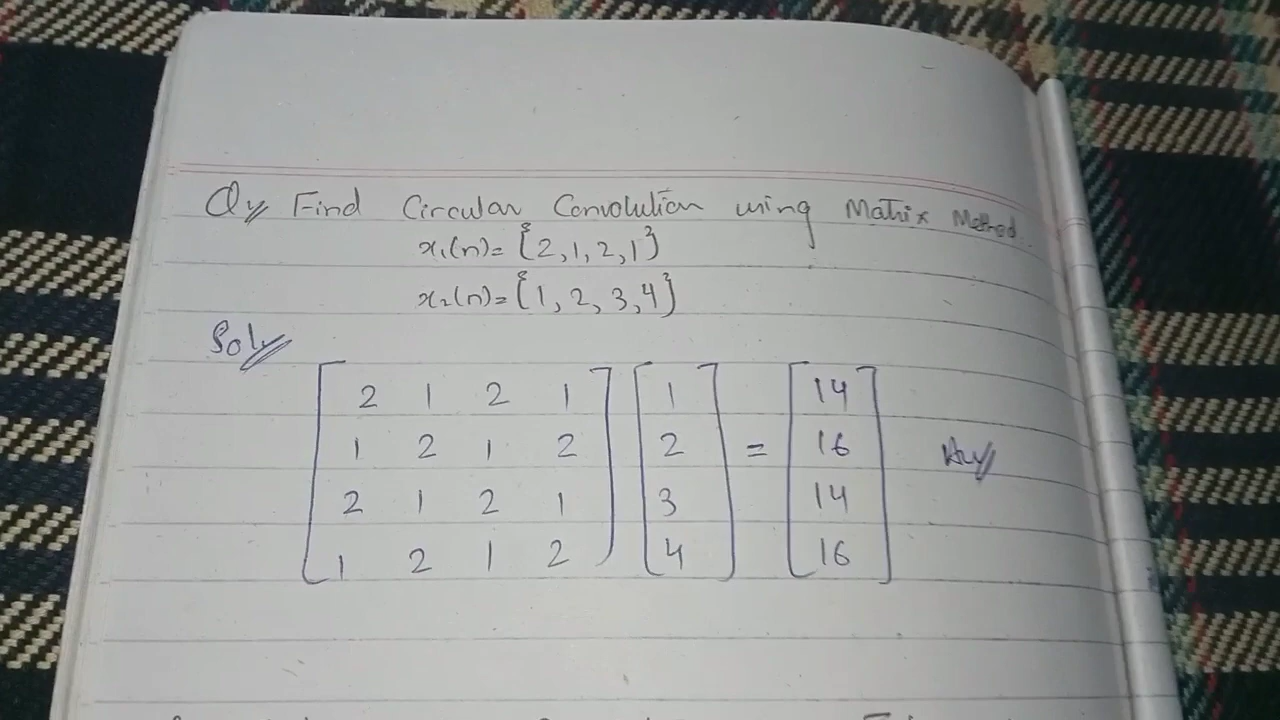 Q Find Circular Convolution using Matrix Method.
x₁(n) = {2, 1, 2, 1}
x₂(n) = {1, 2, 3, 4}
Sol
[2 1 2 1] [1] [14]
[1 2 1 2] [2] = [16] Ans
[2 1 2 1] [3] [14]
[1 2 1 2] [4] [16]